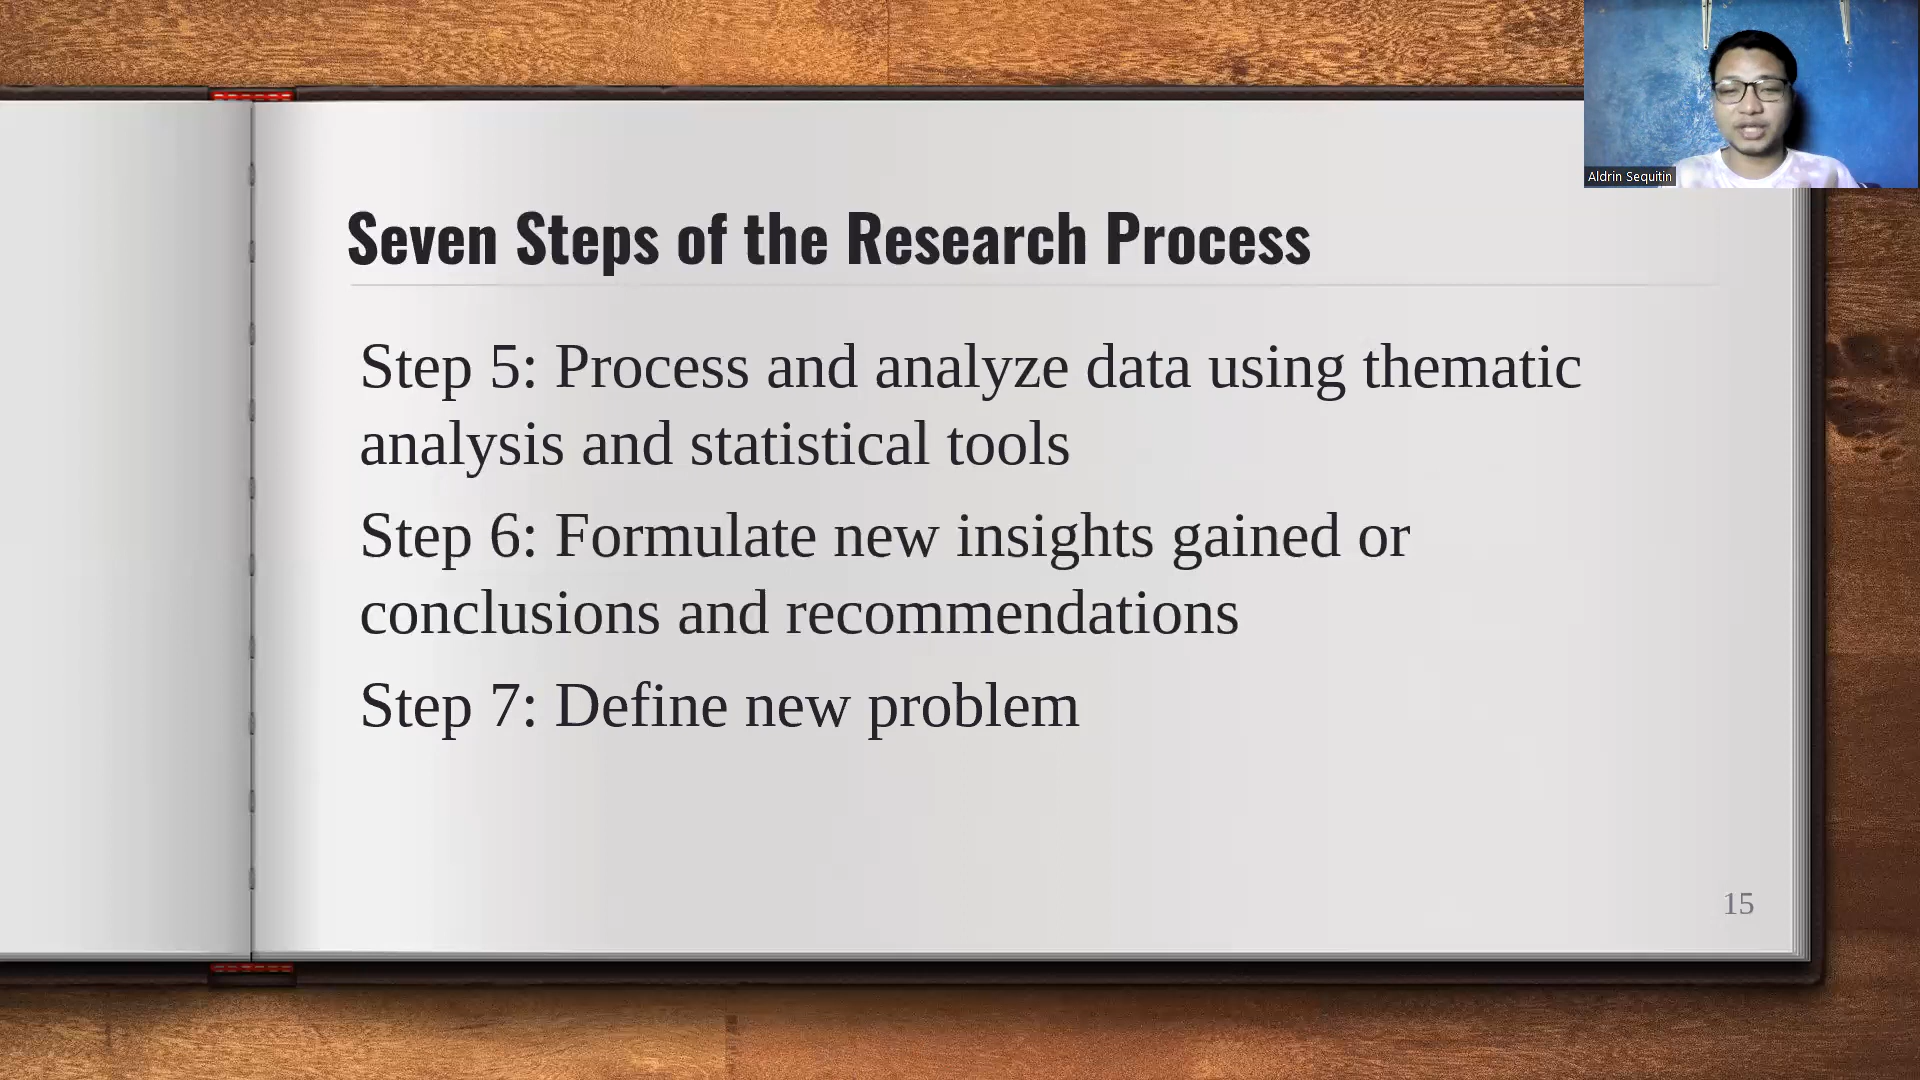 Aldrin Sequitin
Seven Steps of the Research Process
Step 5: Process and analyze data using thematic
analysis and statistical tools
Step 6: Formulate new insights gained or
conclusions and recommendations
Step 7: Define new problem
15